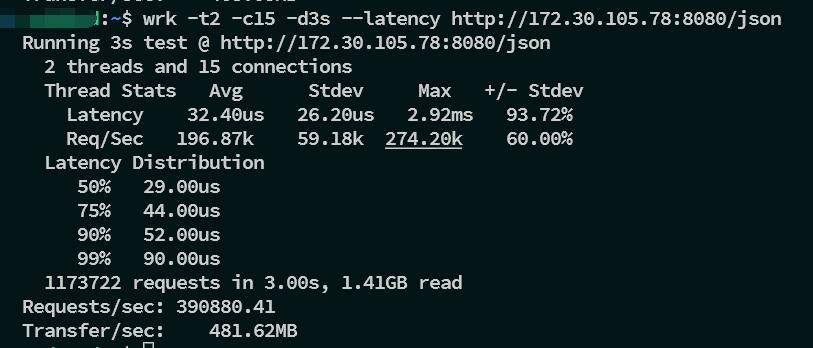 :~$ wrk -t2 -c15 -d3s --latency http://172.30.105.78:8080/json
Running 3s test @ http://172.30.105.78:8080/json
2 threads and 15 connections
Thread Stats Avg Stdev Max +/- Stdev
Latency 32.40us 26.20us 2.92ms 93.72%
Req/Sec 196.87k 59.18k 274.20k 60.00%
Latency Distribution
50% 29.00us
75% 44.00us
90% 52.00us
99% 90.00us
1173722 requests in 3.00s, 1.41GB read
Requests/sec: 390880.41
Transfer/sec: 481.62MB